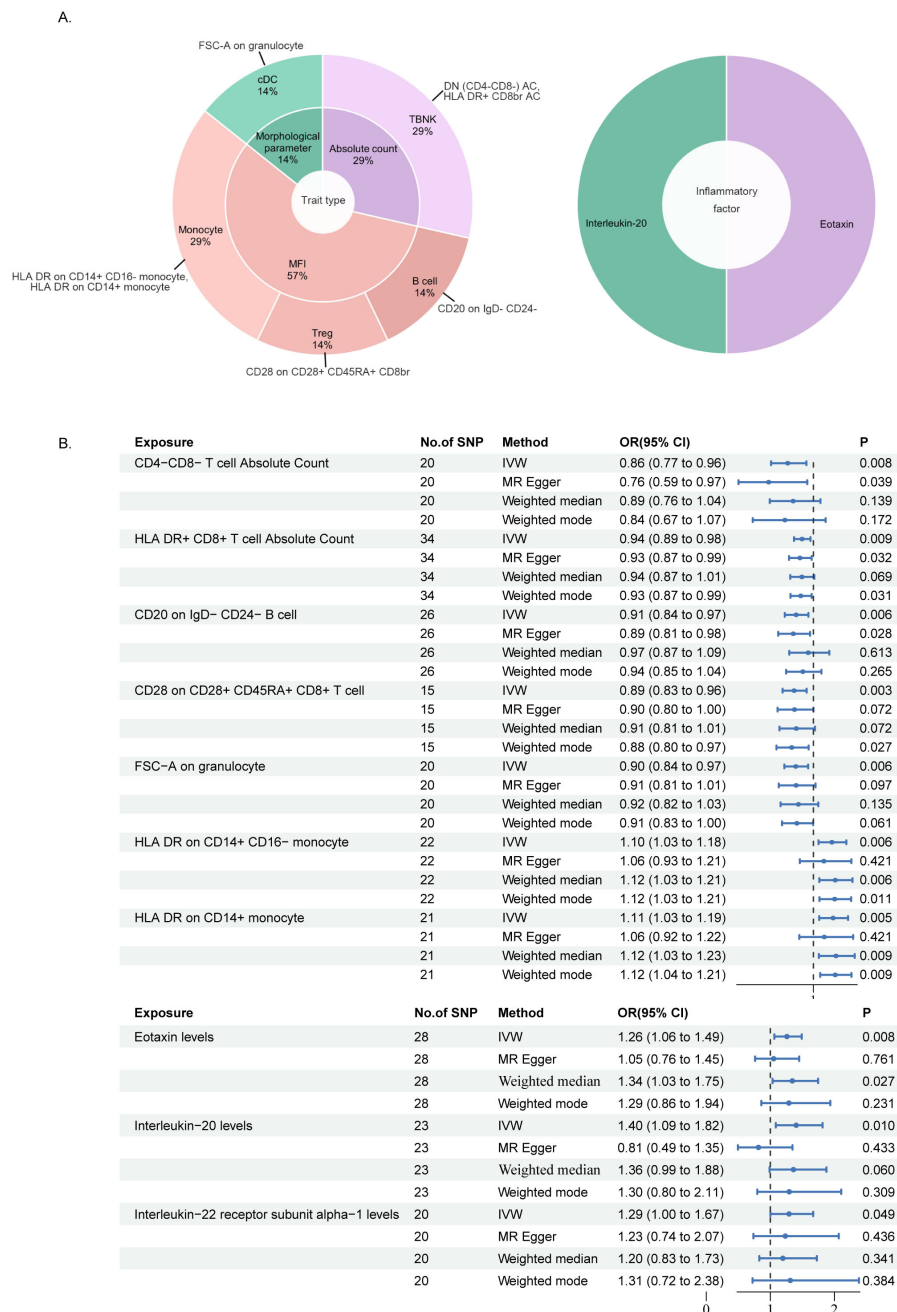 A.
FSC-A on granulocyte
cDC
14%
DN (CD4-CD8-) AC,
HLA DR+ CD8br AC
TBNK
29%
Morphological
parameter
14%
Absolute count
29%
Trait type
Monocyte
29%
MFI
57%
HLA DR on CD14+ CD16- monocyte,
HLA DR on CD14+ monocyte
B cell
14%
CD20 on IgD- CD24-
Treg
14%
CD28 on CD28+ CD45RA+ CD8br
Interleukin-20
Inflammatory
factor
Eotaxin
B.
Exposure No.of SNP Method OR(95% CI) P
CD4−CD8− T cell Absolute Count 20 IVW 0.86 (0.77 to 0.96) 0.008
20 MR Egger 0.76 (0.59 to 0.97) 0.039
20 Weighted median 0.89 (0.76 to 1.04) 0.139
20 Weighted mode 0.84 (0.67 to 1.07) 0.172
HLA DR+ CD8+ T cell Absolute Count 34 IVW 0.94 (0.89 to 0.98) 0.009
34 MR Egger 0.93 (0.87 to 0.99) 0.032
34 Weighted median 0.94 (0.87 to 1.01) 0.069
34 Weighted mode 0.93 (0.87 to 0.99) 0.031
CD20 on IgD− CD24− B cell 26 IVW 0.91 (0.84 to 0.97) 0.006
26 MR Egger 0.89 (0.81 to 0.98) 0.028
26 Weighted median 0.97 (0.87 to 1.09) 0.613
26 Weighted mode 0.94 (0.85 to 1.04) 0.265
CD28 on CD28+ CD45RA+ CD8+ T cell 15 IVW 0.89 (0.83 to 0.96) 0.003
15 MR Egger 0.90 (0.80 to 1.00) 0.072
15 Weighted median 0.91 (0.81 to 1.01) 0.072
15 Weighted mode 0.88 (0.80 to 0.97) 0.027
FSC−A on granulocyte 20 IVW 0.90 (0.84 to 0.97) 0.006
20 MR Egger 0.91 (0.81 to 1.01) 0.097
20 Weighted median 0.92 (0.82 to 1.03) 0.135
20 Weighted mode 0.91 (0.83 to 1.00) 0.061
HLA DR on CD14+ CD16− monocyte 22 IVW 1.10 (1.03 to 1.18) 0.006
22 MR Egger 1.06 (0.93 to 1.21) 0.421
22 Weighted median 1.12 (1.03 to 1.21) 0.006
22 Weighted mode 1.12 (1.03 to 1.21) 0.011
HLA DR on CD14+ monocyte 21 IVW 1.11 (1.03 to 1.19) 0.005
21 MR Egger 1.06 (0.92 to 1.22) 0.421
21 Weighted median 1.12 (1.03 to 1.23) 0.009
21 Weighted mode 1.12 (1.04 to 1.21) 0.009
1
Exposure No.of SNP Method OR(95% CI) P
Eotaxin levels 28 IVW 1.26 (1.06 to 1.49) 0.008
28 MR Egger 1.05 (0.76 to 1.45) 0.761
28 Weighted median 1.34 (1.03 to 1.75) 0.027
28 Weighted mode 1.29 (0.86 to 1.94) 0.231
Interleukin−20 levels 23 IVW 1.40 (1.09 to 1.82) 0.010
23 MR Egger 0.81 (0.49 to 1.35) 0.433
23 Weighted median 1.36 (0.99 to 1.88) 0.060
23 Weighted mode 1.30 (0.80 to 2.11) 0.309
Interleukin−22 receptor subunit alpha−1 levels 20 IVW 1.29 (1.00 to 1.67) 0.049
20 MR Egger 1.23 (0.74 to 2.07) 0.436
20 Weighted median 1.20 (0.83 to 1.73) 0.341
20 Weighted mode 1.31 (0.72 to 2.38) 0.384
0 1 2